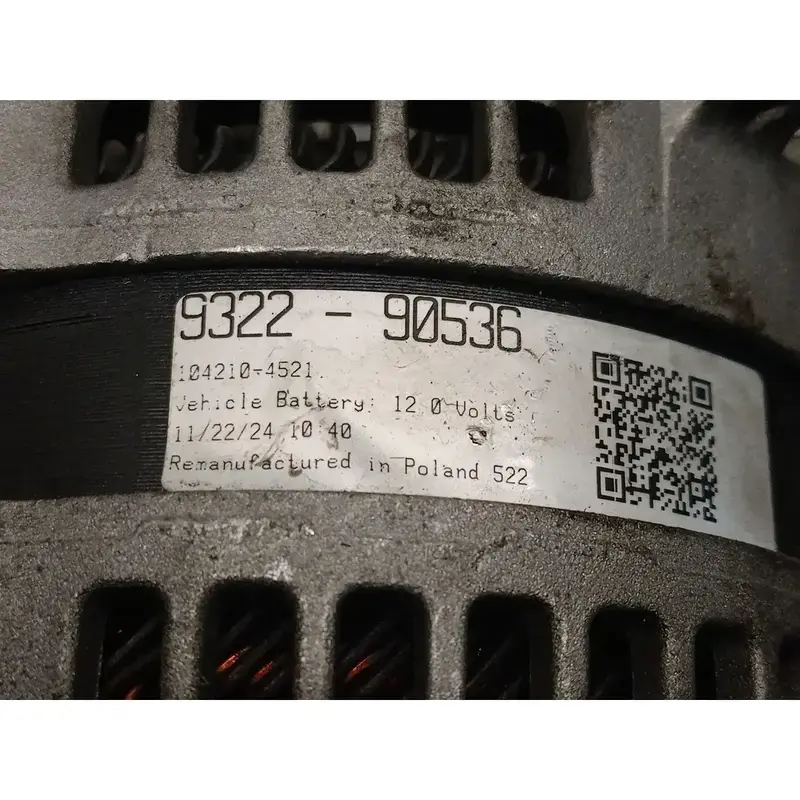 9322 - 90536
104210-4521.
Vehicle Battery: 12.0 Volts
11/22/24 10:40
Remanufactured in Poland 522